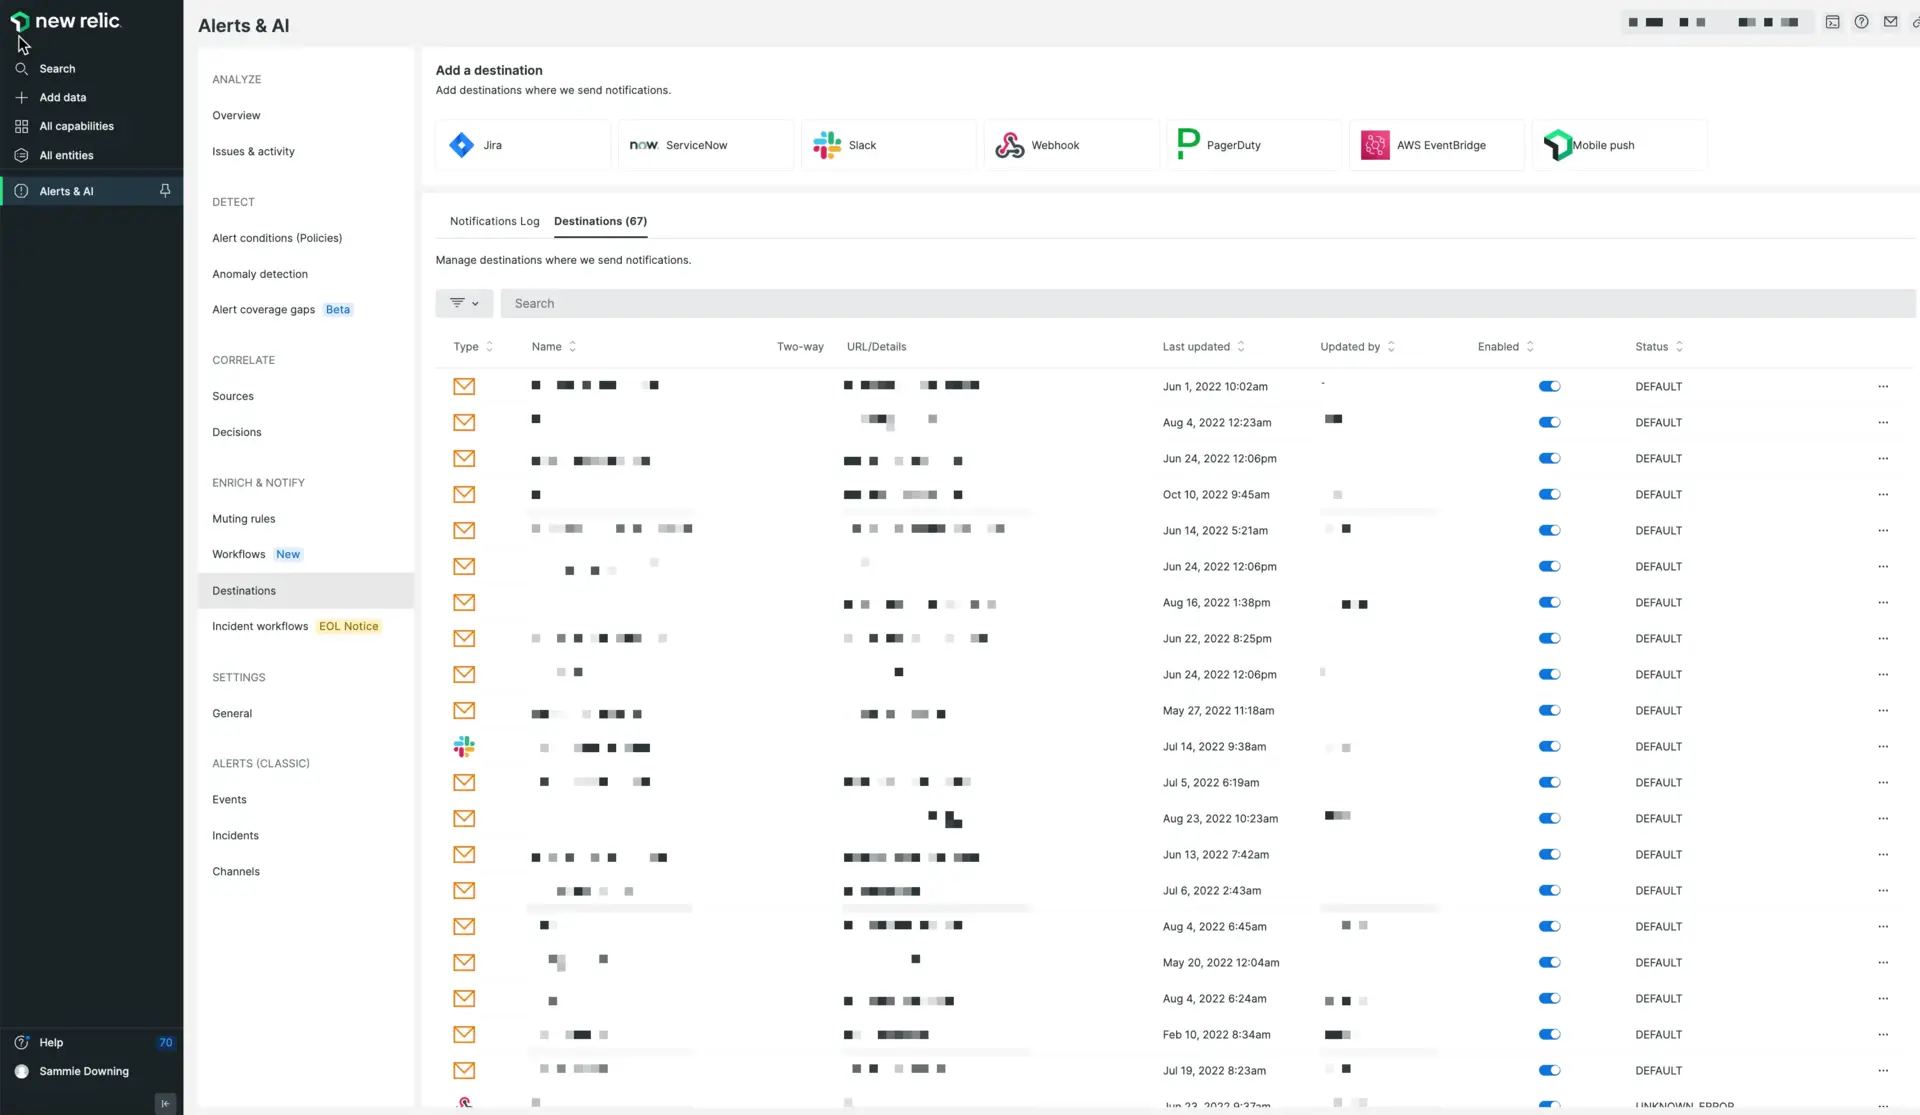 new relic.
Search
Add data
All capabilities
All entities
Alerts & AI
Help 70
Sammie Downing
Alerts & AI
ANALYZE
Overview
Issues & activity
DETECT
Alert conditions (Policies)
Anomaly detection
Alert coverage gaps Beta
CORRELATE
Sources
Decisions
ENRICH & NOTIFY
Muting rules
Workflows New
Destinations
Incident workflows EOL Notice
SETTINGS
General
ALERTS (CLASSIC)
Events
Incidents
Channels
Add a destination
Add destinations where we send notifications.
Jira
now. ServiceNow
Slack
Webhook
PagerDuty
AWS EventBridge
Mobile push
Notifications Log Destinations (67)
Manage destinations where we send notifications.
Search
Type Name Two-way URL/Details Last updated Updated by Enabled Status
Jun 1, 2022 10:02am - DEFAULT ...
Aug 4, 2022 12:23am DEFAULT ...
Jun 24, 2022 12:06pm DEFAULT ...
Oct 10, 2022 9:45am DEFAULT ...
Jun 14, 2022 5:21am DEFAULT ...
Jun 24, 2022 12:06pm DEFAULT ...
Aug 16, 2022 1:38pm DEFAULT ...
Jun 22, 2022 8:25pm DEFAULT ...
Jun 24, 2022 12:06pm DEFAULT ...
May 27, 2022 11:18am DEFAULT ...
Jul 14, 2022 9:38am DEFAULT ...
Jul 5, 2022 6:19am DEFAULT ...
Aug 23, 2022 10:23am DEFAULT ...
Jun 13, 2022 7:42am DEFAULT ...
Jul 6, 2022 2:43am DEFAULT ...
Aug 4, 2022 6:45am DEFAULT ...
May 20, 2022 12:04am DEFAULT ...
Aug 4, 2022 6:24am DEFAULT ...
Feb 10, 2022 8:34am DEFAULT ...
Jul 19, 2022 8:23am DEFAULT ...
Jun 23, 2022 9:37am UNKNOWN_ERROR ...